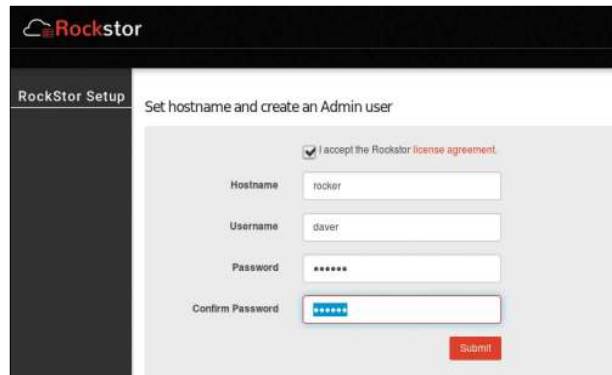 Rockstor
RockStor Setup
Set hostname and create an Admin user
I accept the Rockstor license agreement.
Hostname
rocker
Username
daver
Password
••••••
Confirm Password
••••••
Submit